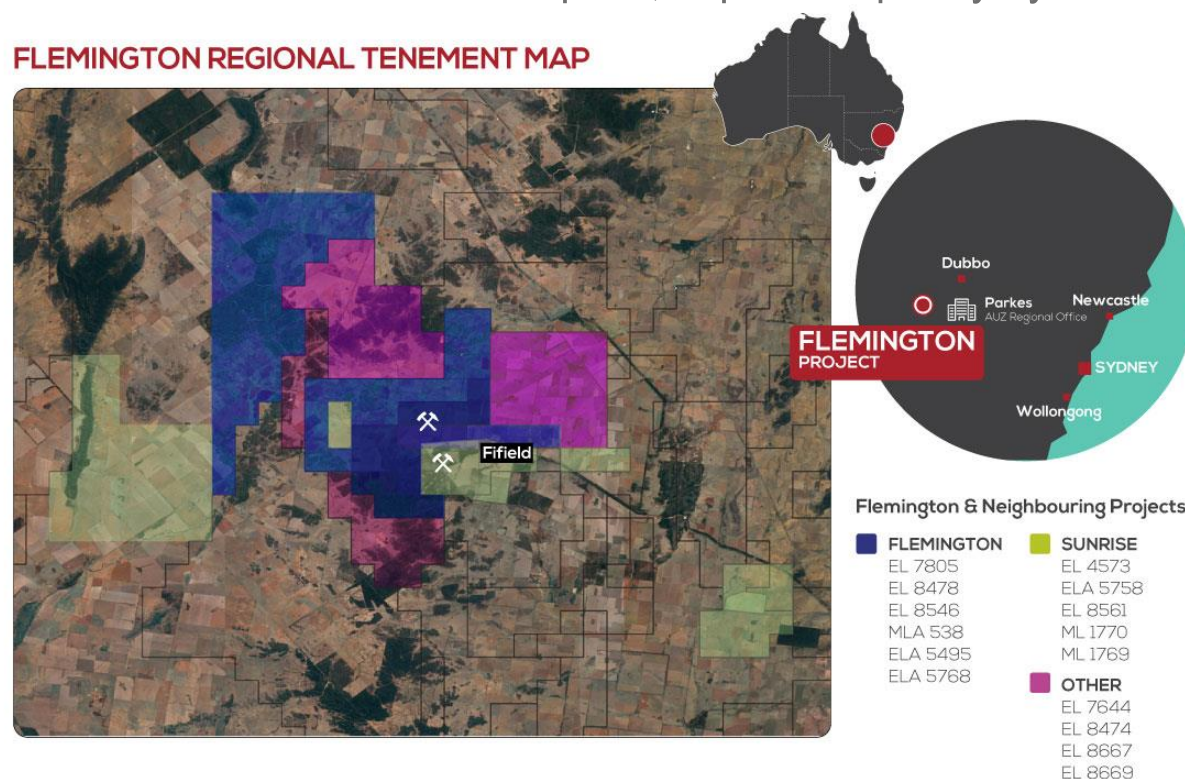 FLEMINGTON REGIONAL TENEMENT MAP
Fifield
Dubbo
Parkes
AUZ Regional Office
Newcastle
FLEMINGTON
PROJECT
SYDNEY
Wollongong
Flemington & Neighbouring Projects
FLEMINGTON
EL 7805
EL 8478
EL 8546
MLA 538
ELA 5495
ELA 5768
SUNRISE
EL 4573
ELA 5758
EL 8561
ML 1770
ML 1769
OTHER
EL 7644
EL 8474
EL 8667
EL 8669